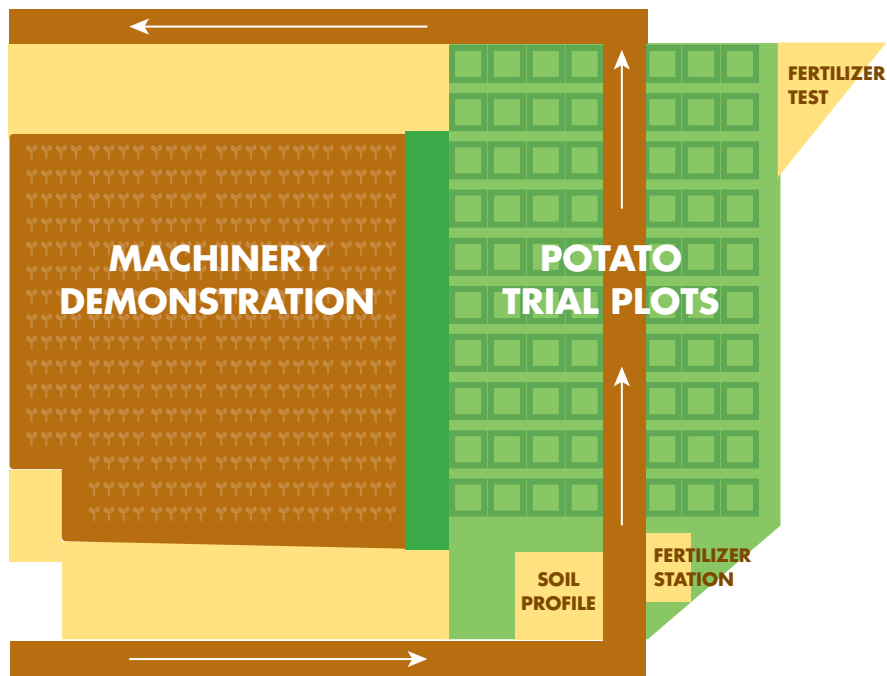 FERTILIZER
TEST
MACHINERY
DEMONSTRATION
POTATO
TRIAL PLOTS
SOIL
PROFILE
FERTILIZER
STATION